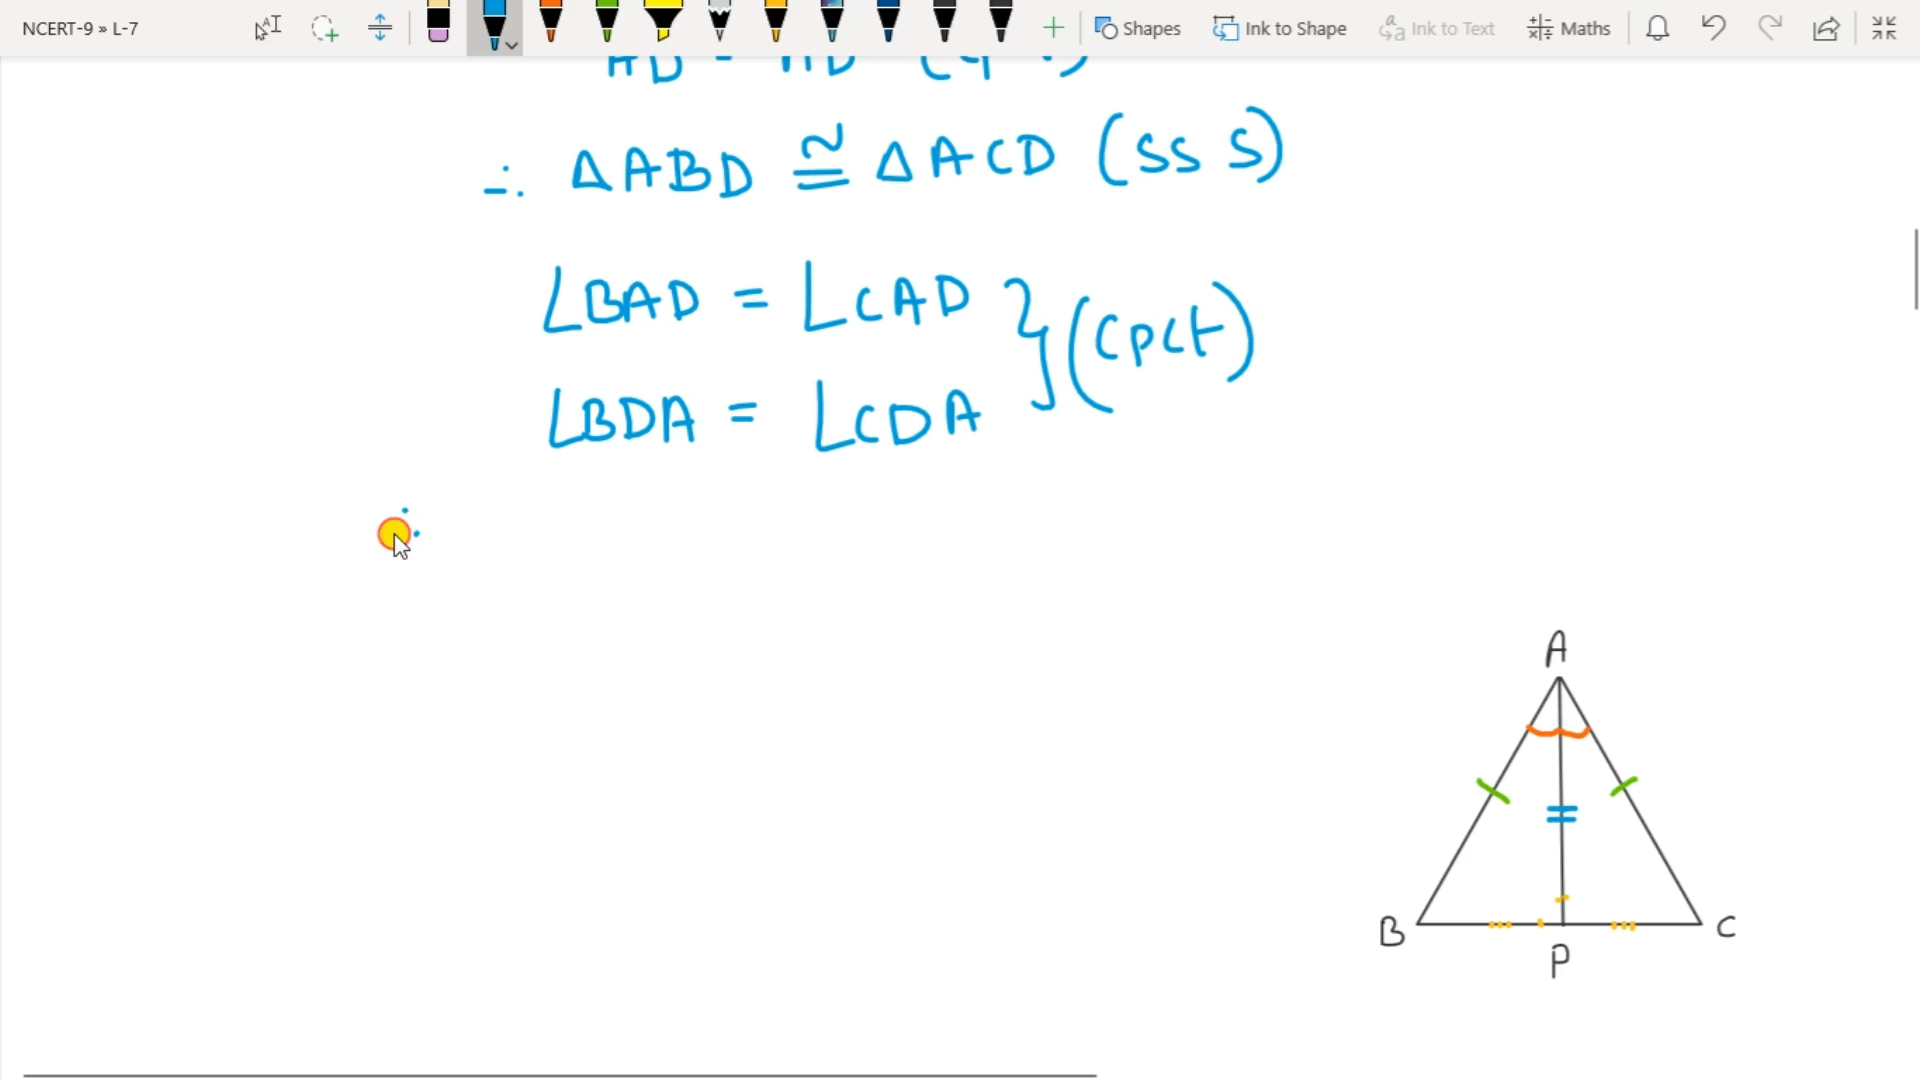 NCERT-9 » L-7
Shapes
Ink to Shape
Ink to Text
Maths
∴ ΔABD ≅ ΔACD (SSS)
∠BAD = ∠CAD } (cpct)
∠BDA = ∠CDA
∴
A
B
C
P